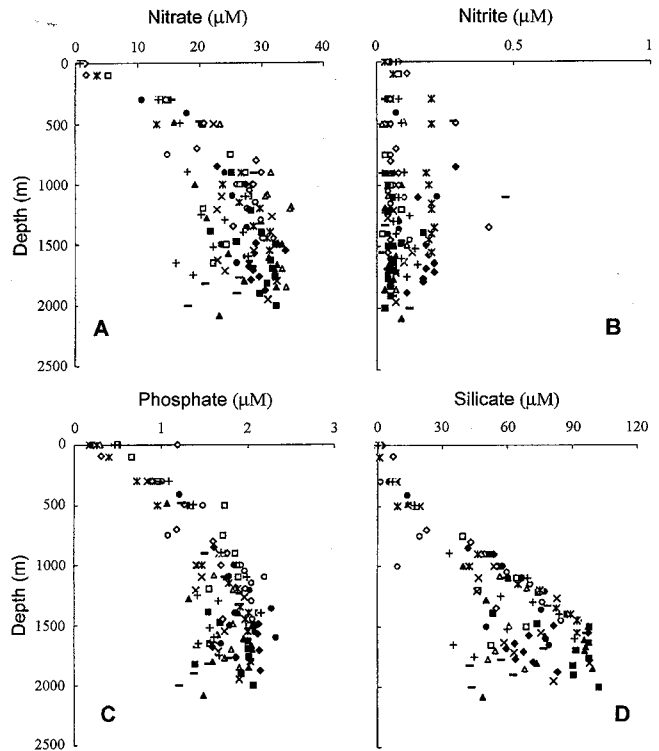 Nitrate (μM)
0 10 20 30 40
0
500
1000
1500
2000
2500
Depth (m)
A
Nitrite (μM)
0 0.5 1
B
Phosphate (μM)
0 1 2 3
0
500
1000
1500
2000
2500
Depth (m)
C
Silicate (μM)
0 30 60 90 120
D